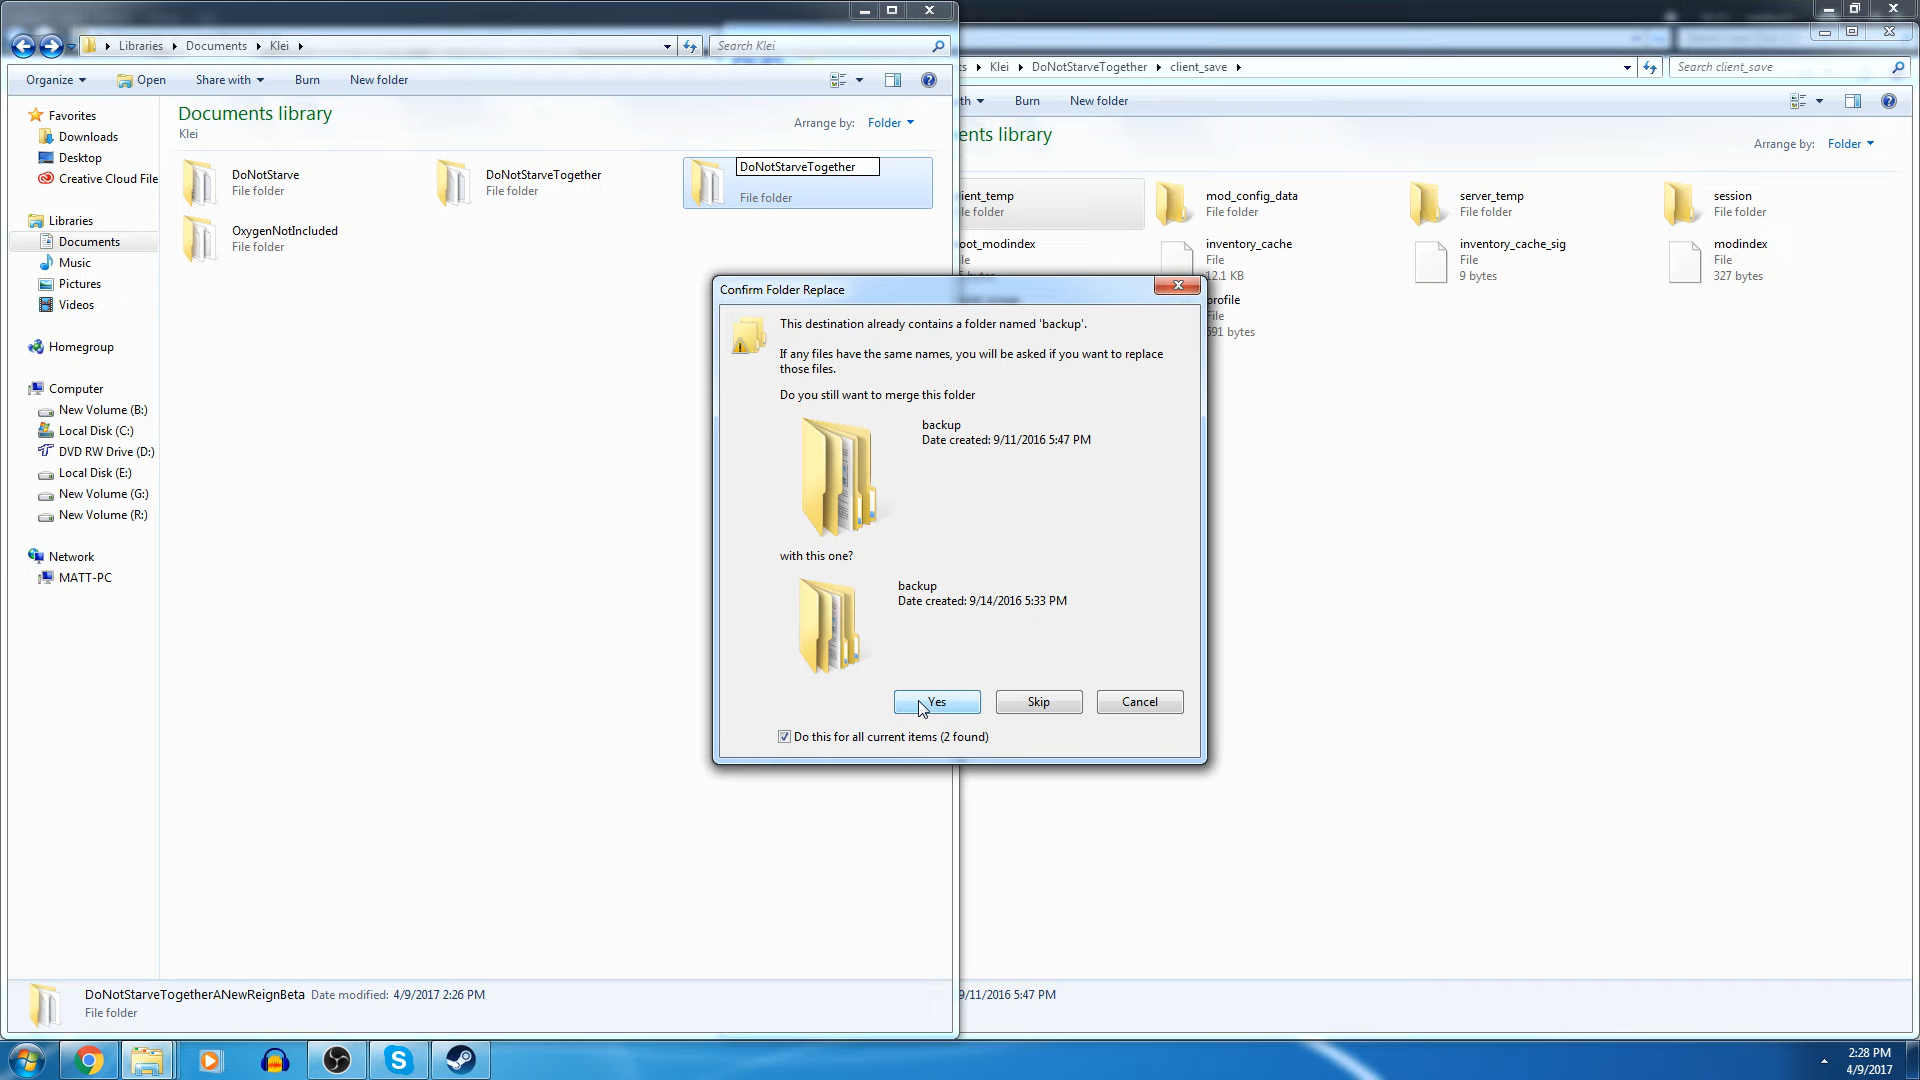 Libraries
Documents
Klei
Search Klei
Organize
Open
Share with
Burn
New folder
Favorites
Downloads
Desktop
Creative Cloud File
Libraries
Documents
Music
Pictures
Videos
Homegroup
Computer
New Volume (B:)
Local Disk (C:)
DVD RW Drive (D:)
Local Disk (E:)
New Volume (G:)
New Volume (R:)
Network
MATT-PC
Documents library
Klei
Arrange by: Folder
DoNotStarve
File folder
DoNotStarveTogether
File folder
DoNotStarveTogether
File folder
OxygenNotIncluded
File folder
DoNotStarveTogetherANewReignBeta Date modified: 4/9/2017 2:26 PM
File folder
Klei
DoNotStarveTogether
client_save
Search client_save
th
Burn
New folder
ents library
Arrange by: Folder
ient_temp
le folder
mod_config_data
File folder
server_temp
File folder
session
File folder
oot_modindex
le
inventory_cache
File
12.1 KB
inventory_cache_sig
File
9 bytes
modindex
File
327 bytes
profile
File
591 bytes
9/11/2016 5:47 PM
Confirm Folder Replace
This destination already contains a folder named 'backup'.
If any files have the same names, you will be asked if you want to replace
those files.
Do you still want to merge this folder
backup
Date created: 9/11/2016 5:47 PM
with this one?
backup
Date created: 9/14/2016 5:33 PM
Yes
Skip
Cancel
Do this for all current items (2 found)
2:28 PM
4/9/2017